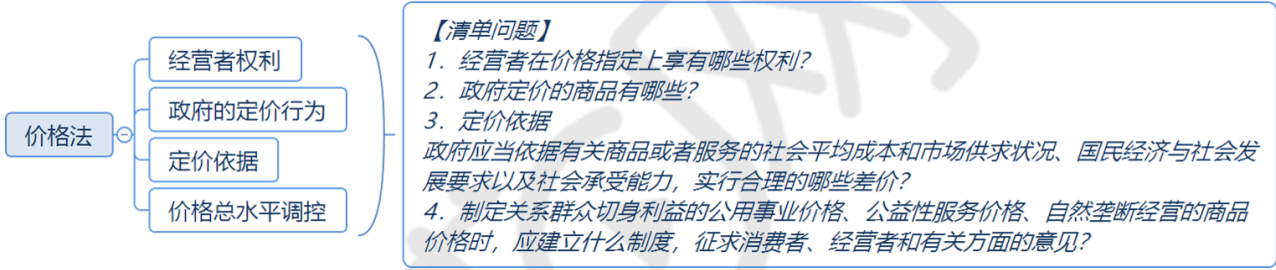 价格法
经营者权利
政府的定价行为
定价依据
价格总水平调控
【清单问题】
1．经营者在价格指定上享有哪些权利？
2．政府定价的商品有哪些？
3．定价依据
政府应当依据有关商品或者服务的社会平均成本和市场供求状况、国民经济与社会发
展要求以及社会承受能力，实行合理的哪些差价？
4．制定关系群众切身利益的公用事业价格、公益性服务价格、自然垄断经营的商品
价格时，应建立什么制度，征求消费者、经营者和有关方面的意见？